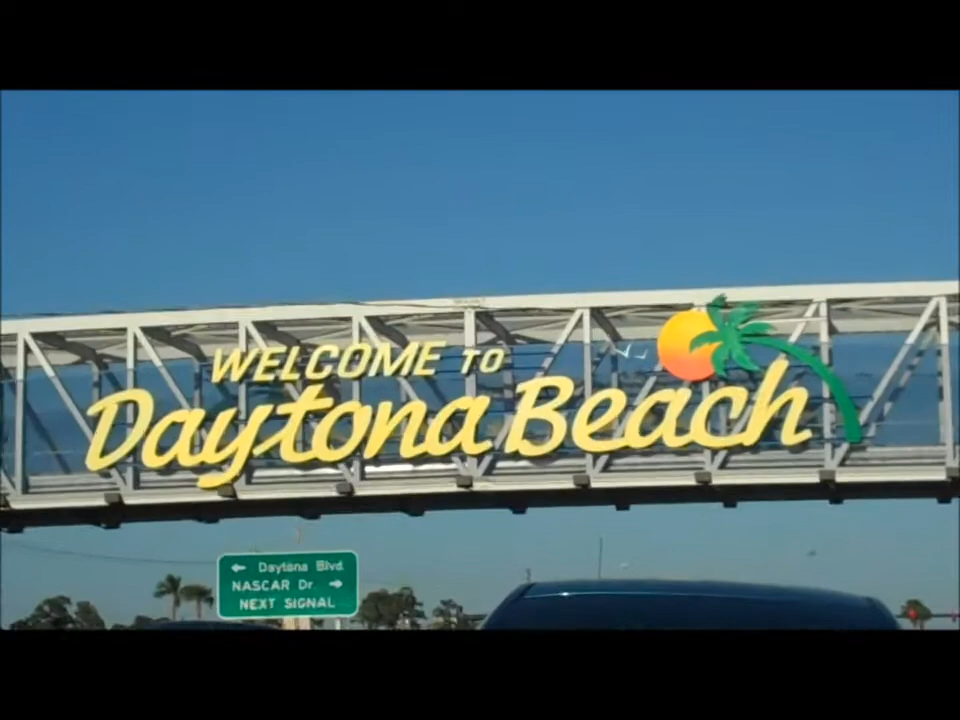 WELCOME TO
Daytona Beach
← Daytona Blvd.
NASCAR Dr. →
NEXT SIGNAL